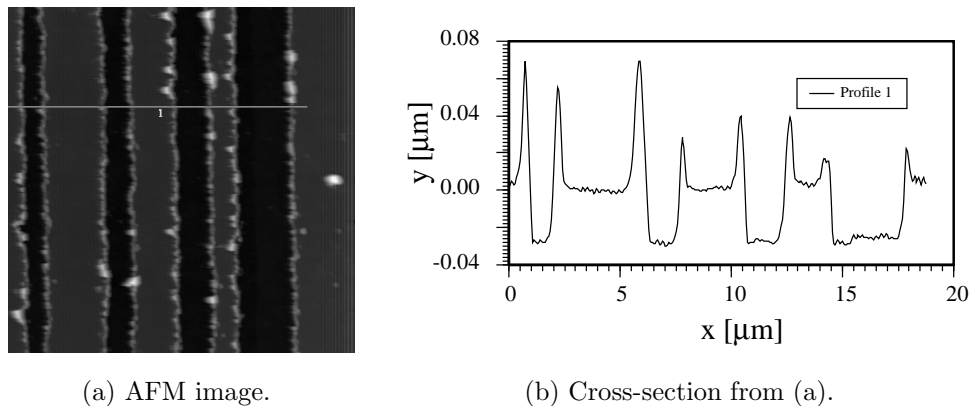 1
0.08
0.04
0.00
-0.04
y [μm]
Profile 1
0 5 10 15 20
x [μm]
(a) AFM image.
(b) Cross-section from (a).